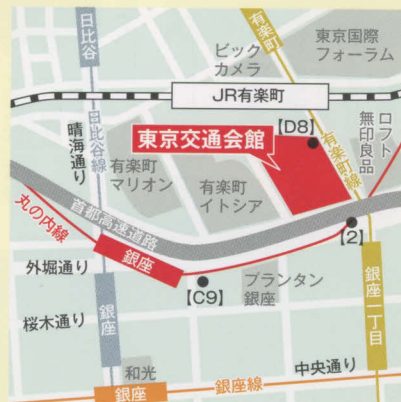 日比谷
ビック
カメラ
有楽町
東京国際
フォーラム
JR有楽町
日比谷線
晴海通り
東京交通会館
【D8】
有楽町線
ロフト
無印良品
有楽町
マリオン
有楽町
イトシア
丸の内線
首都高速道路
【2】
外堀通り
銀座
【C9】
プランタン
銀座
銀座一丁目
桜木通り
銀座
和光
中央通り
銀座
銀座線